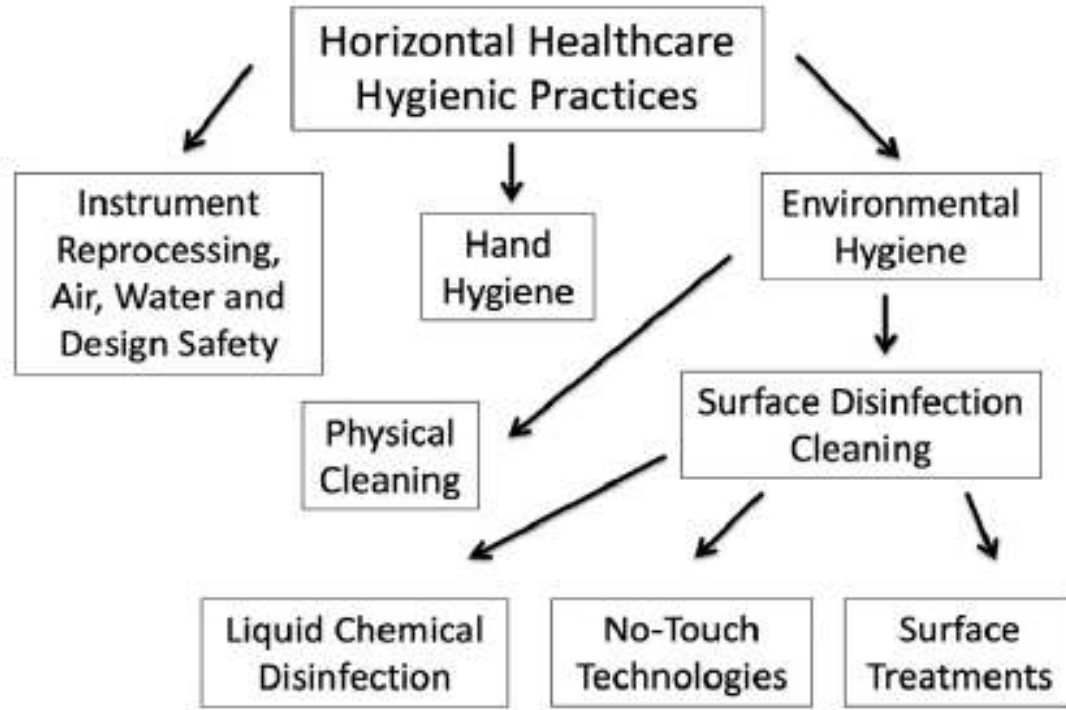 Horizontal Healthcare
Hygienic Practices
Instrument
Reprocessing,
Air, Water and
Design Safety
Hand
Hygiene
Environmental
Hygiene
Physical
Cleaning
Surface Disinfection
Cleaning
Liquid Chemical
Disinfection
No-Touch
Technologies
Surface
Treatments